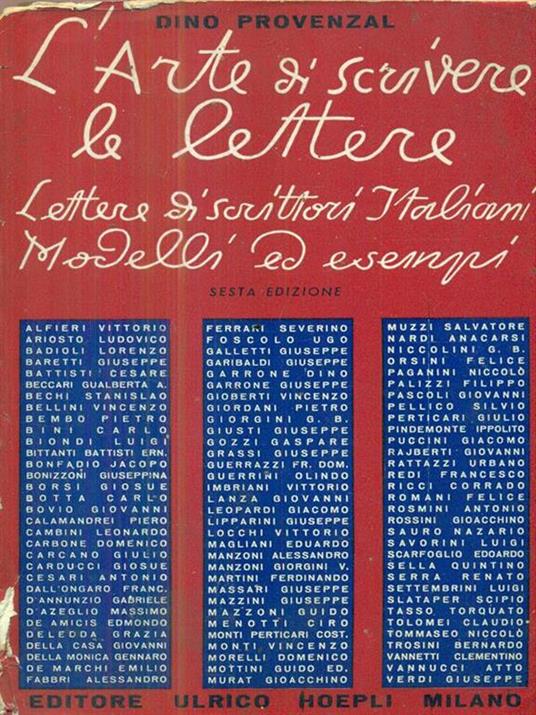 DINO PROVENZAL
L'Arte di scrivere
le lettere
Lettere di scrittori Italiani
Modelli ed esempi
SESTA EDIZIONE
ALFIERI VITTORIO
ARIOSTO LUDOVICO
BADIOLI LORENZO
BARETTI GIUSEPPE
BATTISTI CESARE
BECCARI GUALBERTA A.
BECHI STANISLAO
BELLINI VINCENZO
BEMBO PIETRO
BINI CARLO
BIONDI LUIGI
BITTANTI BATTISTI ERN.
BONFADIO JACOPO
BONIZZONI GIUSEPPINA
BORSI GIOSUE
BOTTA CARLO
BOVIO GIOVANNI
CALAMANDREI PIERO
CAMBINI LEONARDO
CARBONE DOMENICO
CARCANO GIULIO
CARDUCCI GIOSUE
CESARI ANTONIO
DALL'ONGARO FRANC.
D'ANNUNZIO GABRIELE
D'AZEGLIO MASSIMO
DE AMICIS EDMONDO
DELEDDA GRAZIA
DELLA CASA GIOVANNI
DELLA MONICA GENNARO
DE MARCHI EMILIO
FABBRI ALESSANDRO
FERRARI SEVERINO
FOSCOLO UGO
GALLETTI GIUSEPPE
GARIBALDI GIUSEPPE
GARRONE DINO
GARRONE GIUSEPPE
GIOBERTI VINCENZO
GIORDANI PIETRO
GIORGINI G. B.
GIUSTI GIUSEPPE
GOZZI GASPARE
GRASSI GIUSEPPE
GUERRAZZI FR. DOM.
GUERRINI OLINDO
IMBRIANI VITTORIO
LANZA GIOVANNI
LEOPARDI GIACOMO
LIPPARINI GIUSEPPE
LOCCHI VITTORIO
MAGLIANI EDUARDO
MANZONI ALESSANDRO
MANZONI GIORGINI V.
MARTINI FERDINANDO
MASSARI GIUSEPPE
MAZZINI GIUSEPPE
MAZZONI GUIDO
MENOTTI CIRO
MONTI PERTICARI COST.
MONTI VINCENZO
MORELLI DOMENICO
MOTTINI GUIDO ED.
MURAT GIOACCHINO
MUZZI SALVATORE
NARDI ANACARSI
NICCOLINI G. B.
ORSINI FELICE
PAGANINI NICCOLÒ
PALIZZI FILIPPO
PASCOLI GIOVANNI
PELLICO SILVIO
PERTICARI GIULIO
PINDEMONTE IPPOLITO
PUCCINI GIACOMO
RAJBERTI GIOVANNI
RATTAZZI URBANO
REDI FRANCESCO
RICCI CORRADO
ROMANI FELICE
ROSMINI ANTONIO
ROSSINI GIOACCHINO
SAURO NAZARIO
SAVORINI LUIGI
SCARFOGLIO EDOARDO
SELLA QUINTINO
SERRA RENATO
SETTEMBRINI LUIGI
SLATAPER SCIPIO
TASSO TORQUATO
TOLOMEI CLAUDIO
TOMMASEO NICCOLÒ
TROSINI BERNARDO
VANNETTI CLEMENTINO
VANNUCCI ATTO
VERDI GIUSEPPE
EDITORE ULRICO HOEPLI MILANO